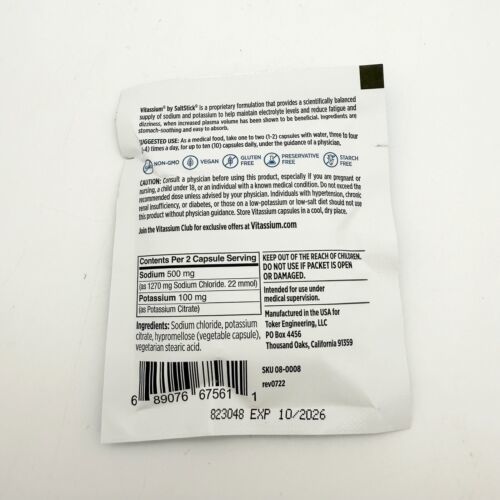 Vitassium® by SaltStick® is a proprietary formulation that provides a scientifically balanced
supply of sodium and potassium to help maintain electrolyte levels and reduce fatigue and
dizziness, when increased plasma volume has been shown to be beneficial. Ingredients are
stomach-soothing and easy to absorb.
SUGGESTED USE: As a medical food, take one to two (1-2) capsules with water, three to four
(3-4) times a day, for up to ten (10) capsules daily, under the guidance of a physician.
NON-GMO VEGAN GLUTEN FREE PRESERVATIVE FREE STARCH FREE
CAUTION: Consult a physician before using this product, especially if you are pregnant or
nursing, a child under 18, or an individual with a known medical condition. Do not exceed the
recommended dose unless advised by your physician. Individuals with hypertension, chronic
renal insufficiency, or diabetes, or those on a low-potassium or low-salt diet should not use
this product without physician guidance. Store Vitassium capsules in a cool, dry place.
Join the Vitassium Club for exclusive offers at Vitassium.com
Contents Per 2 Capsule Serving
Sodium 500 mg
(as 1270 mg Sodium Chloride. 22 mmol)
Potassium 100 mg
(as Potassium Citrate)
Ingredients: Sodium chloride, potassium
citrate, hypromellose (vegetable capsule),
vegetarian stearic acid.
KEEP OUT OF THE REACH OF CHILDREN.
DO NOT USE IF PACKET IS OPEN
OR DAMAGED.
Intended for use under
medical supervision.
Manufactured in the USA for
Toker Engineering, LLC
PO Box 4456
Thousand Oaks, California 91359
SKU 08-0008
rev0722
6 89076 67561 1
823048 EXP 10/2026